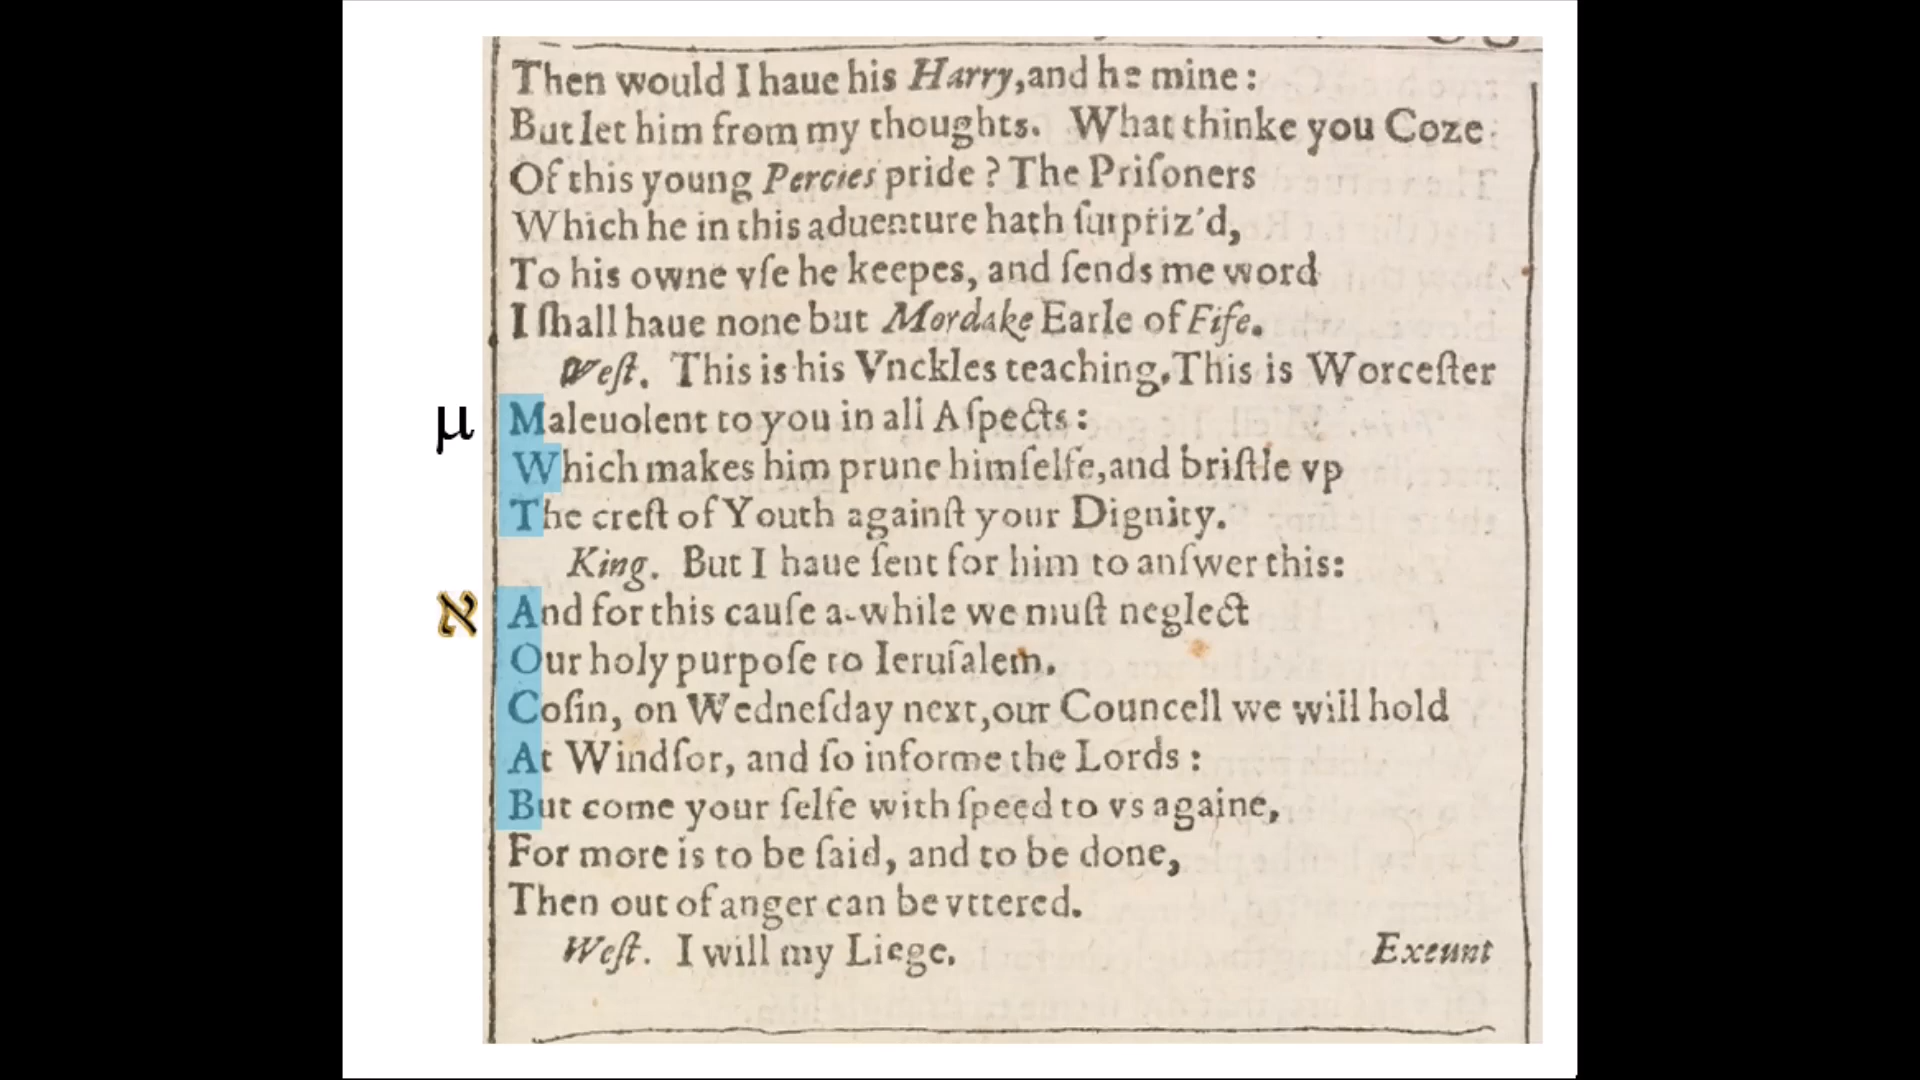 Then would I haue his Harry,and he mine:
But let him from my thoughts. What thinke you Coze
Of this young Percies pride? The Priſoners
Which he in this aduenture hath ſurpriz'd,
To his owne vſe he keepes, and ſends me word
I ſhall haue none but Mordake Earle of Fife.
Weſt. This is his Vnckles teaching,This is Worceſter
μ Maleuolent to you in all Aſpects:
Which makes him prune himſelfe,and briſtle vp
The creſt of Youth againſt your Dignity.
King. But I haue ſent for him to anſwer this:
א And for this cauſe a-while we muſt neglect
Our holy purpoſe to Ieruſalem.
Coſin, on Wedneſday next,our Councell we will hold
At Windſor, and ſo informe the Lords:
But come your ſelfe with ſpeed to vs againe,
For more is to be ſaid, and to be done,
Then out of anger can be vttered.
Weſt. I will my Liege. Exeunt